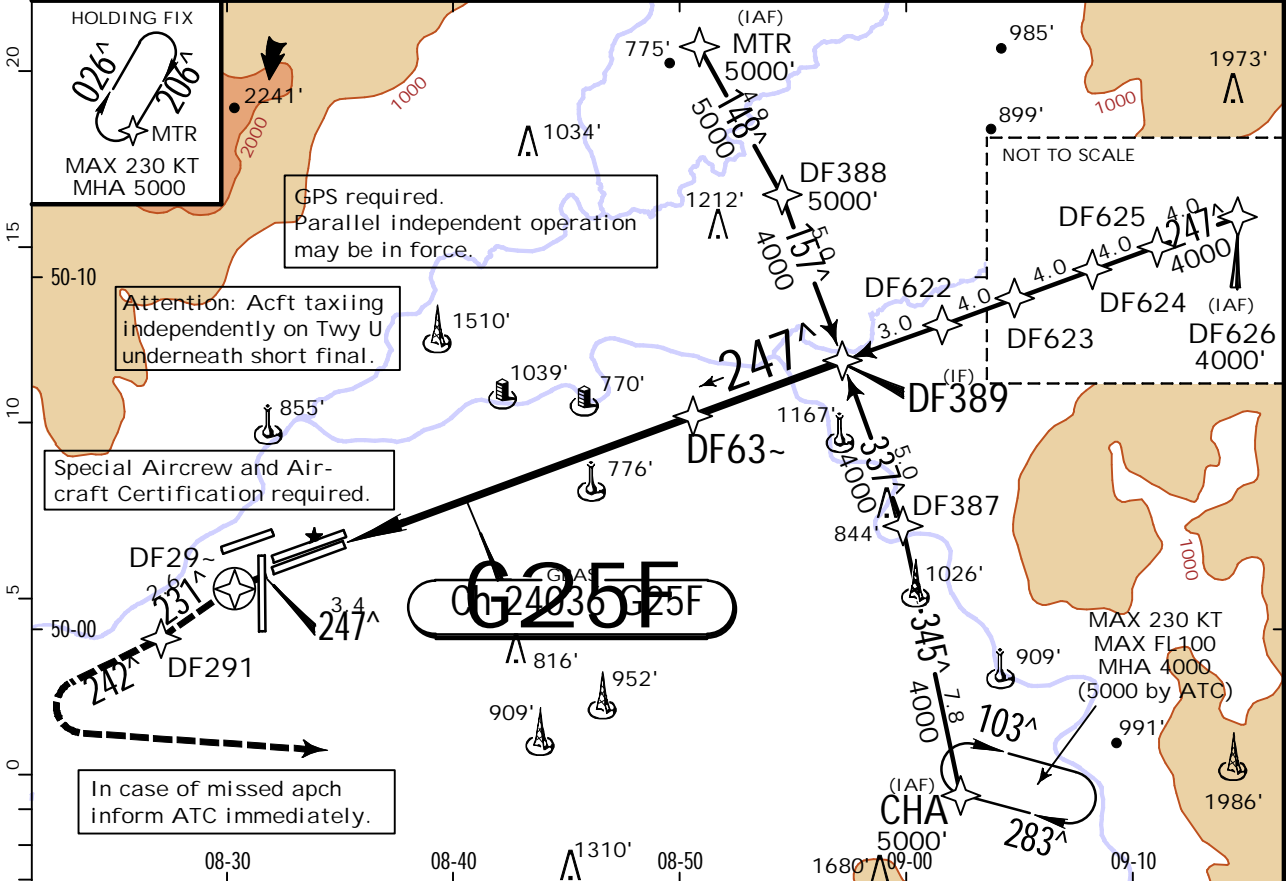 HOLDING FIX
026^
206^
MTR
MAX 230 KT
MHA 5000
20
15
10
5
0
50-10
50-00
2241'
2000
1000
1034'
775'
(IAF)
MTR
5000'
4.9
148^
5000
DF388
5000'
1212'
5.0
157^
4000
985'
899'
1000
1973'
NOT TO SCALE
GPS required.
Parallel independent operation
may be in force.
Attention: Acft taxiing
independently on Twy U
underneath short final.
1510'
1039'
770'
855'
776'
247^
DF622
3.0
4.0
DF623
4.0
DF624
4.0
DF625
4.0
247^
4000
(IAF)
DF626
4000'
(IF)
DF389
DF63~
1167'
337^
5.0
4000
844'
DF387
1026'
Special Aircrew and Air-
craft Certification required.
DF29~
2.6
231^
3.4
247^
DF291
242^
G25F
GBAS
Ch 24036 G25F
816'
952'
909'
345^
7.8
4000
909'
MAX 230 KT
MAX FL100
MHA 4000
(5000 by ATC)
103^
283^
991'
1000
1986'
(IAF)
CHA
5000'
In case of missed apch
inform ATC immediately.
1310'
1680'
08-30
08-40
08-50
09-00
09-10